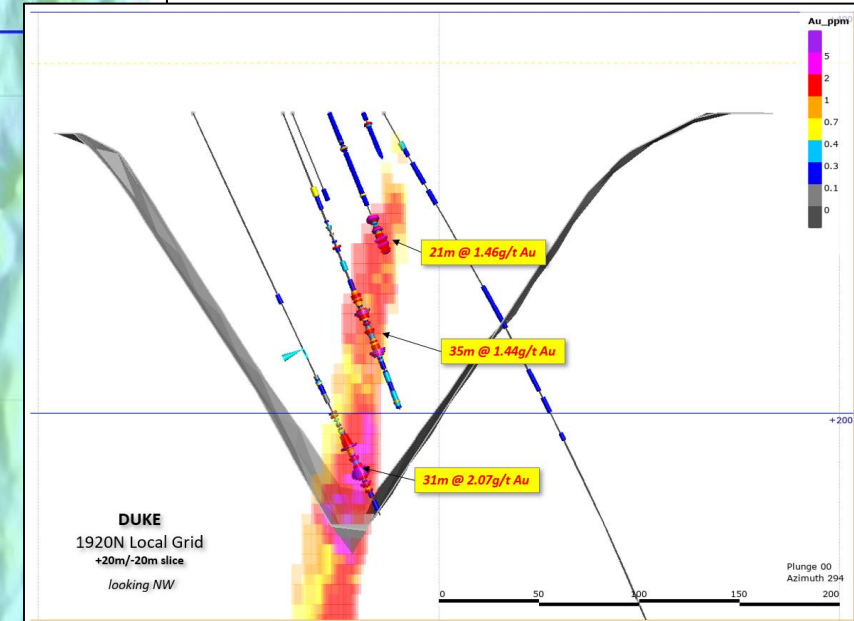 Au_ppm
5
2
1
0.7
0.4
0.3
0.1
0
21m @ 1.46g/t Au
35m @ 1.44g/t Au
+200
31m @ 2.07g/t Au
DUKE
1920N Local Grid
+20m/-20m slice
looking NW
Plunge 00
Azimuth 294
0 50 100 150 200